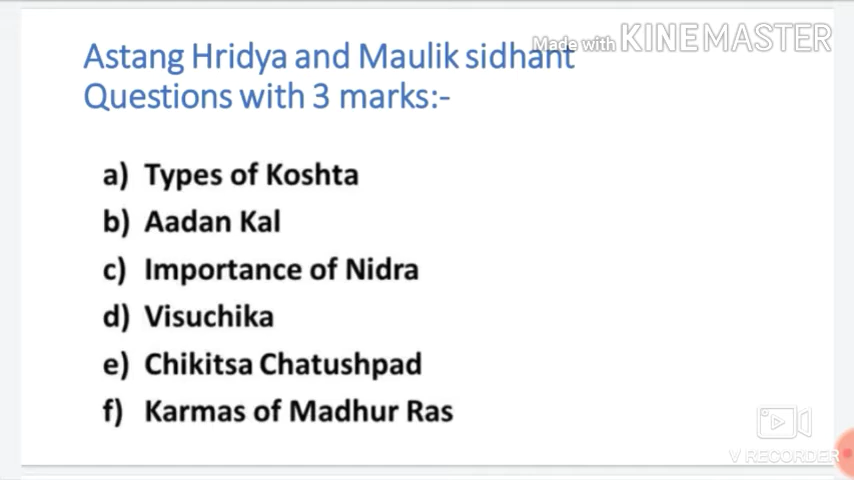 Made with KINEMASTER
Astang Hridya and Maulik sidhant
Questions with 3 marks:-
a) Types of Koshta
b) Aadan Kal
c) Importance of Nidra
d) Visuchika
e) Chikitsa Chatushpad
f) Karmas of Madhur Ras
V RECORDER